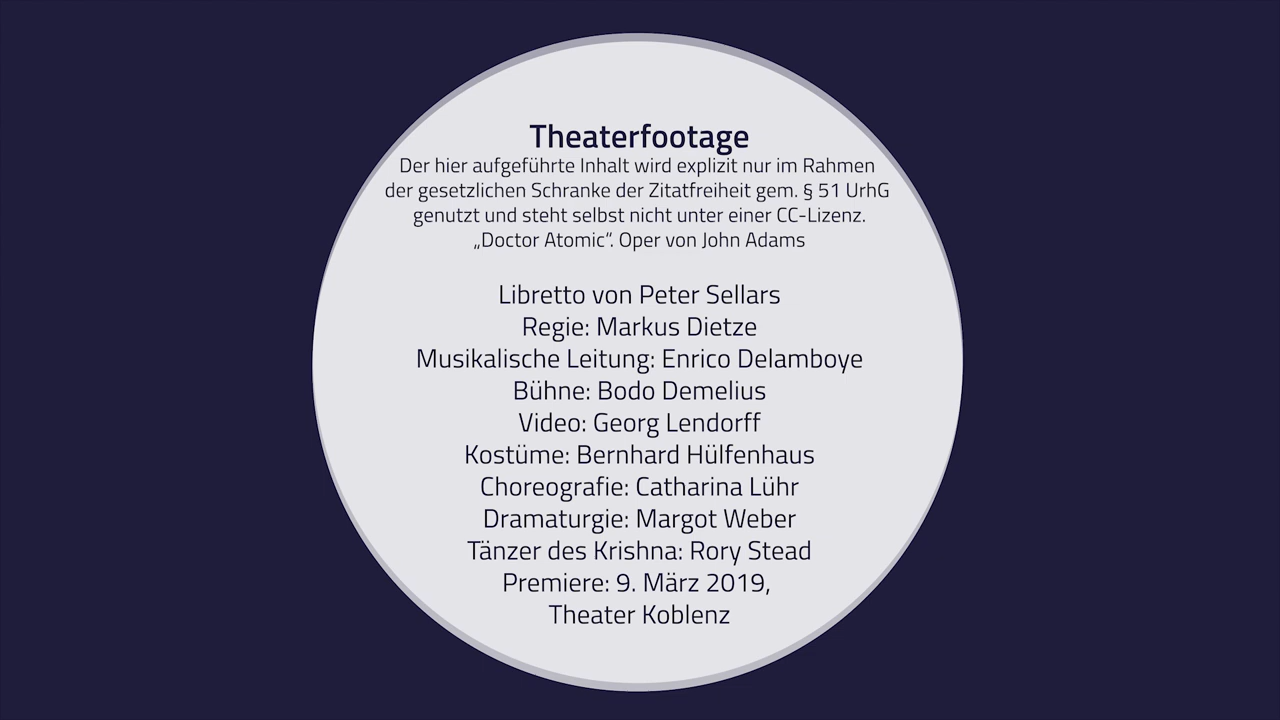 Theaterfootage
Der hier aufgeführte Inhalt wird explizit nur im Rahmen
der gesetzlichen Schranke der Zitatfreiheit gem. § 51 UrhG
genutzt und steht selbst nicht unter einer CC-Lizenz.
„Doctor Atomic“. Oper von John Adams
Libretto von Peter Sellars
Regie: Markus Dietze
Musikalische Leitung: Enrico Delamboye
Bühne: Bodo Demelius
Video: Georg Lendorff
Kostüme: Bernhard Hülfenhaus
Choreografie: Catharina Lühr
Dramaturgie: Margot Weber
Tänzer des Krishna: Rory Stead
Premiere: 9. März 2019,
Theater Koblenz